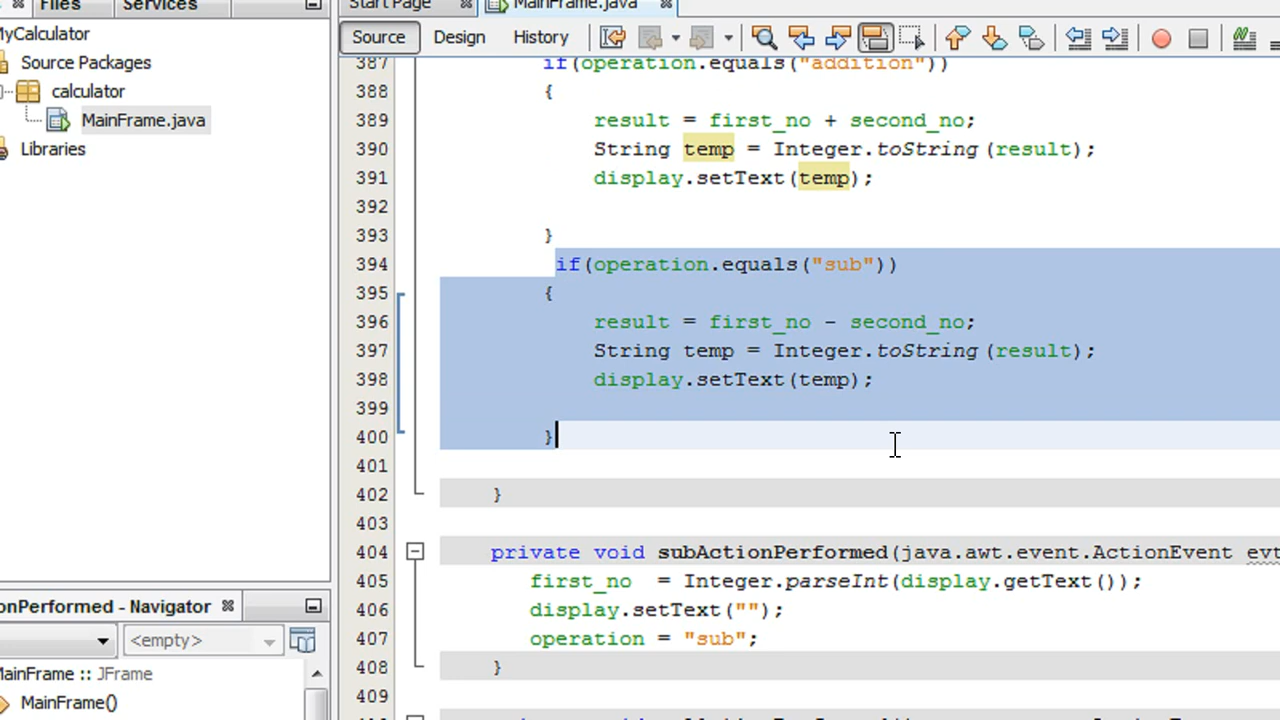 Files
Services
MyCalculator
Source Packages
calculator
MainFrame.java
Libraries
onPerformed - Navigator
<empty>
MainFrame :: JFrame
MainFrame()
Start Page
MainFrame.java
Source
Design
History
387 if(operation.equals("addition"))
388 {
389 result = first_no + second_no;
390 String temp = Integer.toString(result);
391 display.setText(temp);
392
393 }
394 if(operation.equals("sub"))
395 {
396 result = first_no - second_no;
397 String temp = Integer.toString(result);
398 display.setText(temp);
399
400 }
401
402 }
403
404 private void subActionPerformed(java.awt.event.ActionEvent evt
405 first_no = Integer.parseInt(display.getText());
406 display.setText("");
407 operation = "sub";
408 }
409